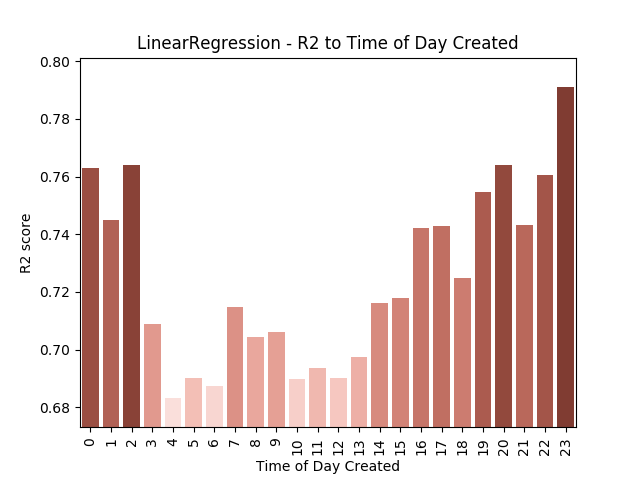 LinearRegression - R2 to Time of Day Created
0.80
0.78
0.76
0.74
0.72
0.70
0.68
R2 score
0 1 2 3 4 5 6 7 8 9 10 11 12 13 14 15 16 17 18 19 20 21 22 23
Time of Day Created